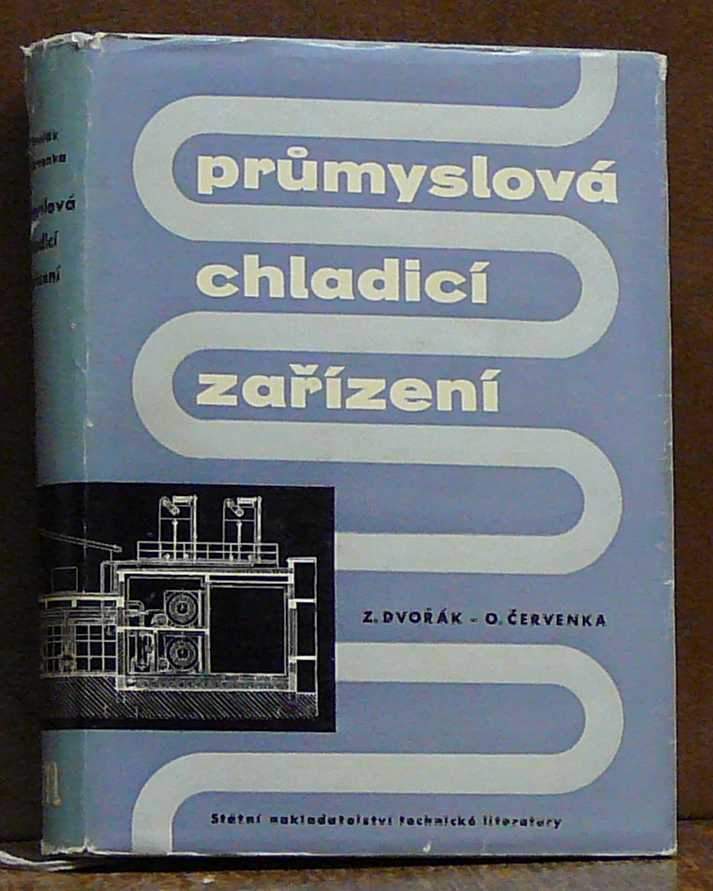 průmyslová
chladicí
zařízení
Z. DVOŘÁK - O. ČERVENKA
Státní nakladatelství technické literatury